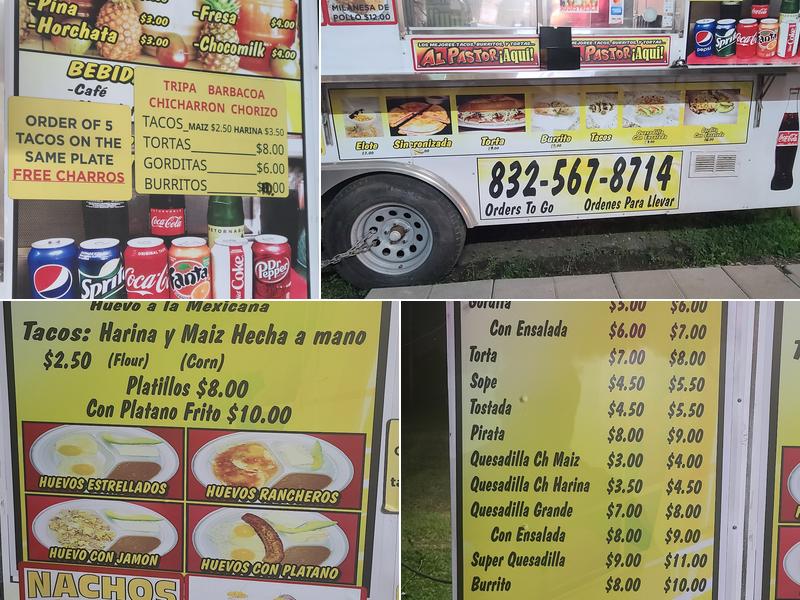 -Piña
$3.00
-Horchata
$3.00
-Fresa
$4.00
-Chocomilk
$4.00
BEBID
-Café
TRIPA BARBACOA
CHICHARRON CHORIZO
TACOS_MAIZ $2.50 HARINA $3.50
TORTAS $8.00
GORDITAS $6.00
BURRITOS
ORDER OF 5
TACOS ON THE
SAME PLATE
FREE CHARROS
Coca-Cola
pepsi
Sprite
Coca-Cola
Fanta
Coke
Dr Pepper
MILANESA DE
POLLO $12.00
LOS MEJORES TACOS, BURRITOS Y TORTAS
AL PASTOR ¡Aquí!
TACOS, BURRITOS Y TORTAS
PASTOR ¡Aquí!
pepsi
Sprite
Coca-Cola
Fanta
Coke
Elote
Sincronizada
Torta
Burrito
Tacos
Coca-Cola
832-567-8714
Orders To Go
Ordenes Para Llevar
Huevo a la Mexicana
Tacos: Harina y Maiz Hecha a mano
$2.50 (Flour) (Corn)
Platillos $8.00
Con Platano Frito $10.00
HUEVOS ESTRELLADOS
HUEVOS RANCHEROS
HUEVO CON JAMON
HUEVOS CON PLATANO
NACHOS
Gordita $5.00 $6.00
Con Ensalada $6.00 $7.00
Torta $7.00 $8.00
Sope $4.50 $5.50
Tostada $4.50 $5.50
Pirata $8.00 $9.00
Quesadilla Ch Maiz $3.00 $4.00
Quesadilla Ch Harina $3.50 $4.50
Quesadilla Grande $7.00 $8.00
Con Ensalada $8.00 $9.00
Super Quesadilla $9.00 $11.00
Burrito $8.00 $10.00